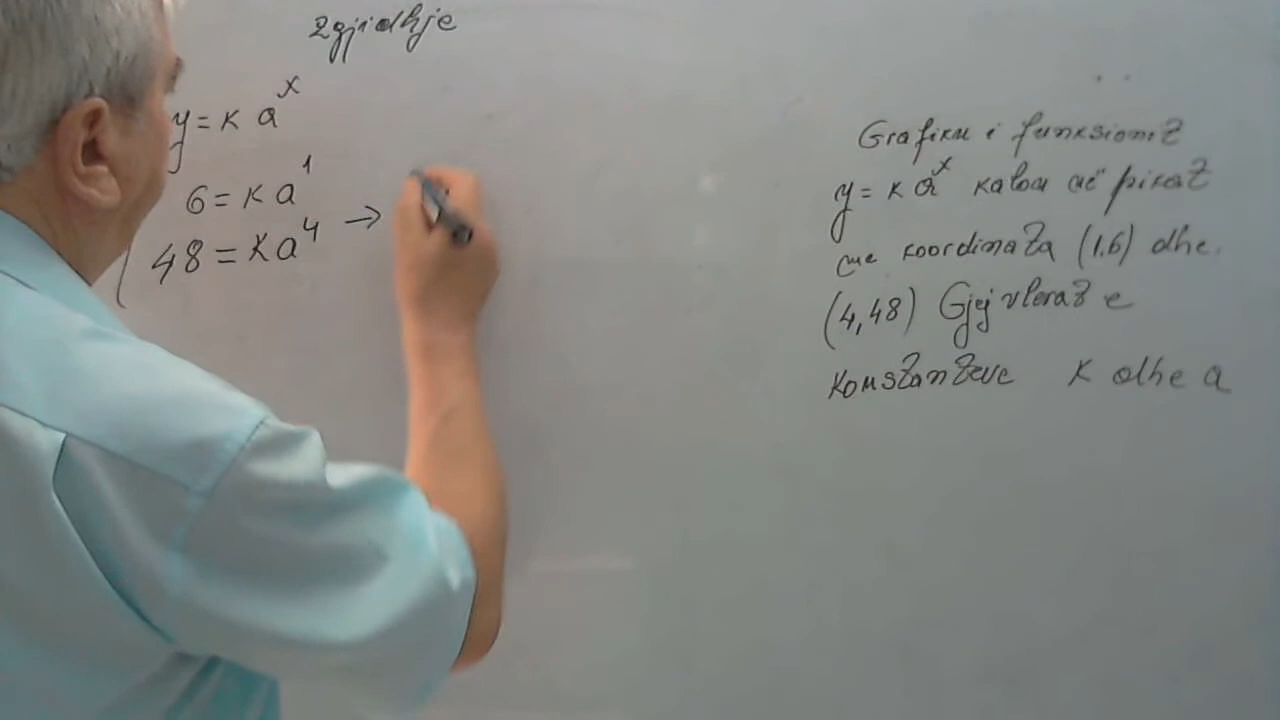 zgjidhje
y = k a^x
6 = k a^1
48 = k a^4 →
Grafiku i funksionit
y = k a^x kalon në pikat
me koordinata (1,6) dhe
(4,48) Gjej vlerat e
konstanteve k dhe a